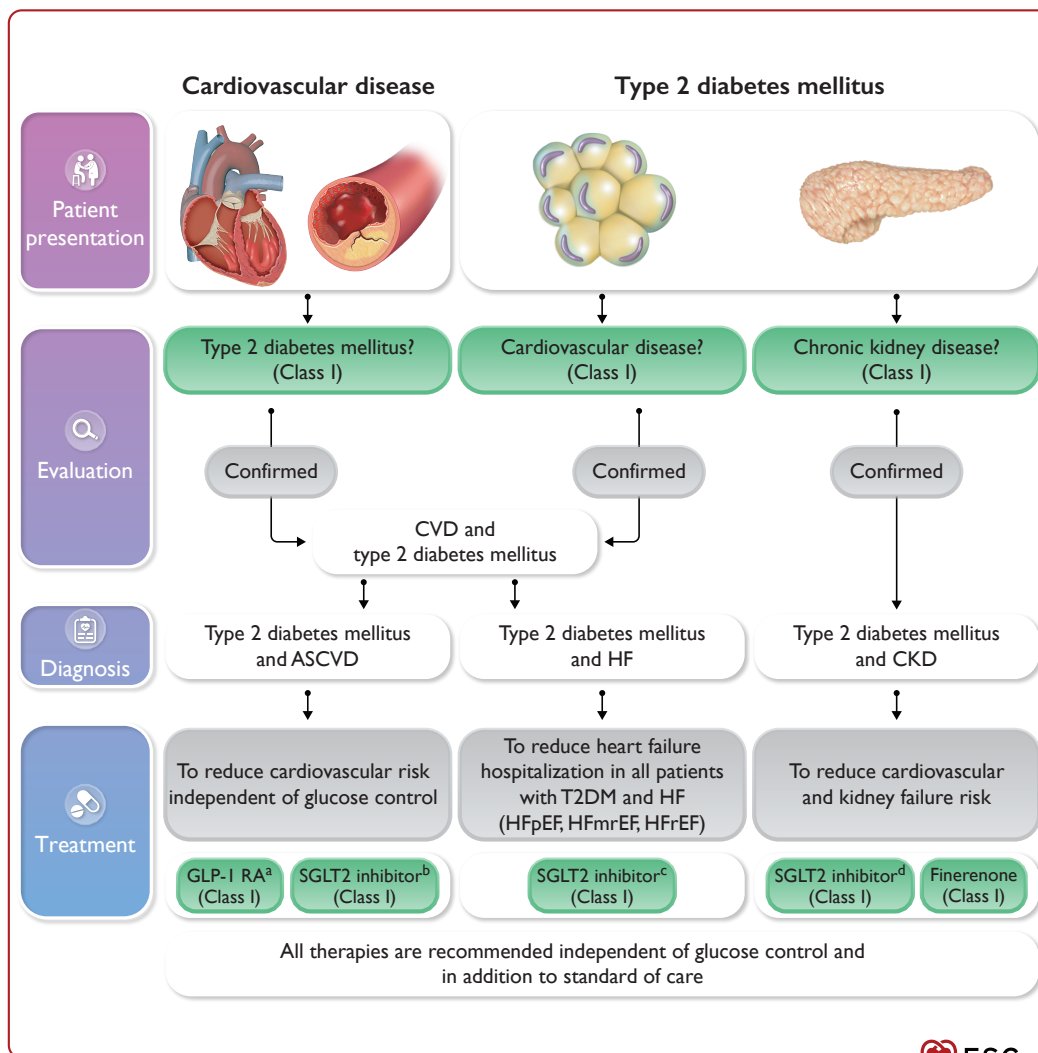 Cardiovascular disease
Type 2 diabetes mellitus
Patient
presentation
Type 2 diabetes mellitus?
(Class I)
Cardiovascular disease?
(Class I)
Chronic kidney disease?
(Class I)
Evaluation
Confirmed
Confirmed
Confirmed
CVD and
type 2 diabetes mellitus
Diagnosis
Type 2 diabetes mellitus
and ASCVD
Type 2 diabetes mellitus
and HF
Type 2 diabetes mellitus
and CKD
Treatment
To reduce cardiovascular risk
independent of glucose control
To reduce heart failure
hospitalization in all patients
with T2DM and HF
(HFpEF, HFmrEF, HFrEF)
To reduce cardiovascular
and kidney failure risk
GLP-1 RAa
(Class I)
SGLT2 inhibitorb
(Class I)
SGLT2 inhibitorc
(Class I)
SGLT2 inhibitord
(Class I)
Finerenone
(Class I)
All therapies are recommended independent of glucose control and
in addition to standard of care
ESC